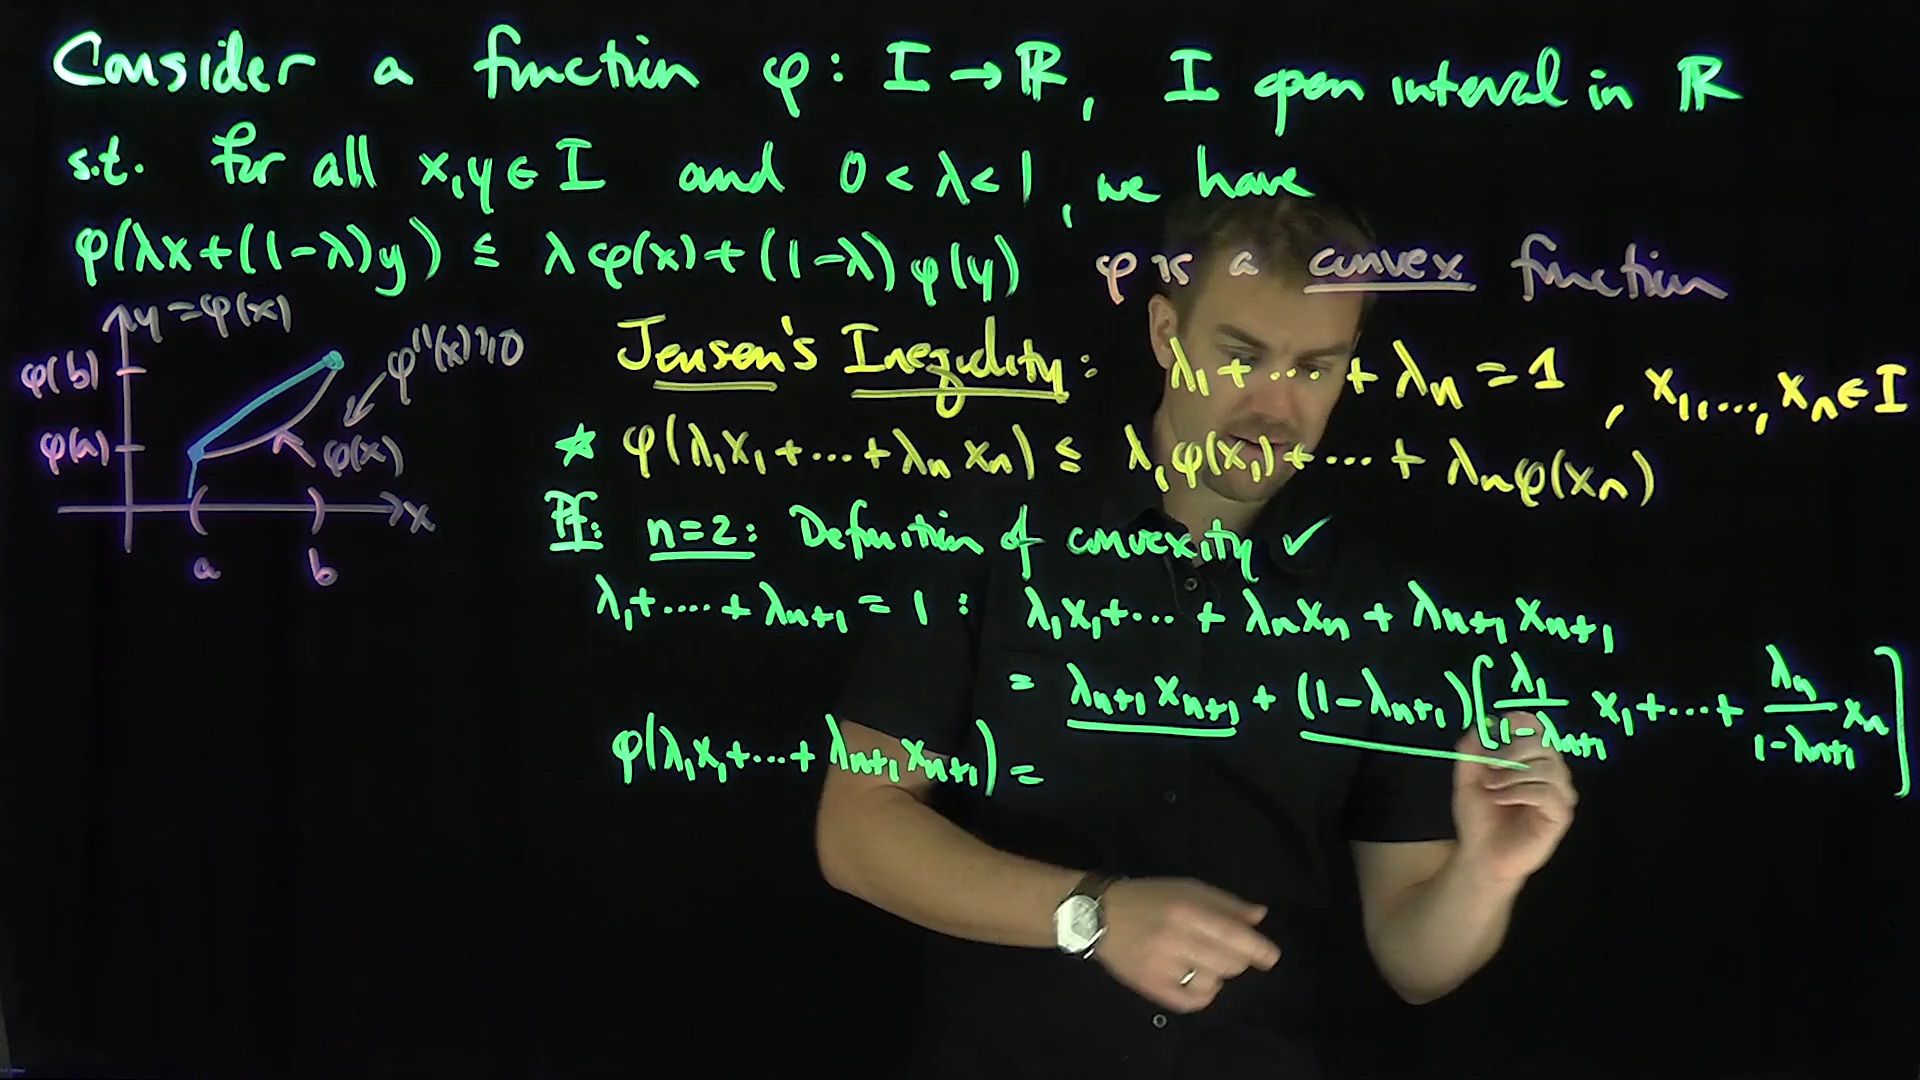 Consider a function φ: I → ℝ, I open interval in ℝ
s.t. for all x,y ∈ I and 0 < λ < 1, we have
φ(λx+(1-λ)y) ≤ λφ(x)+(1-λ)φ(y) φ is a convex function
y=φ(x)
φ(b)
φ''(x)≥0
φ(a)
φ(x)
x
a b
Jensen's Inequality: λ₁+⋯+λₙ=1, x₁,…,xₙ∈I
☆ φ(λ₁x₁+⋯+λₙxₙ) ≤ λ₁φ(x₁)+⋯+λₙφ(xₙ)
Pf: n=2: Definition of convexity ✓
λ₁+⋯+λₙ₊₁=1: λ₁x₁+⋯+λₙxₙ+λₙ₊₁xₙ₊₁
= λₙ₊₁xₙ₊₁+(1-λₙ₊₁)[λ₁/(1-λₙ₊₁) x₁+⋯+λₙ/(1-λₙ₊₁) xₙ]
φ(λ₁x₁+⋯+λₙ₊₁xₙ₊₁)=